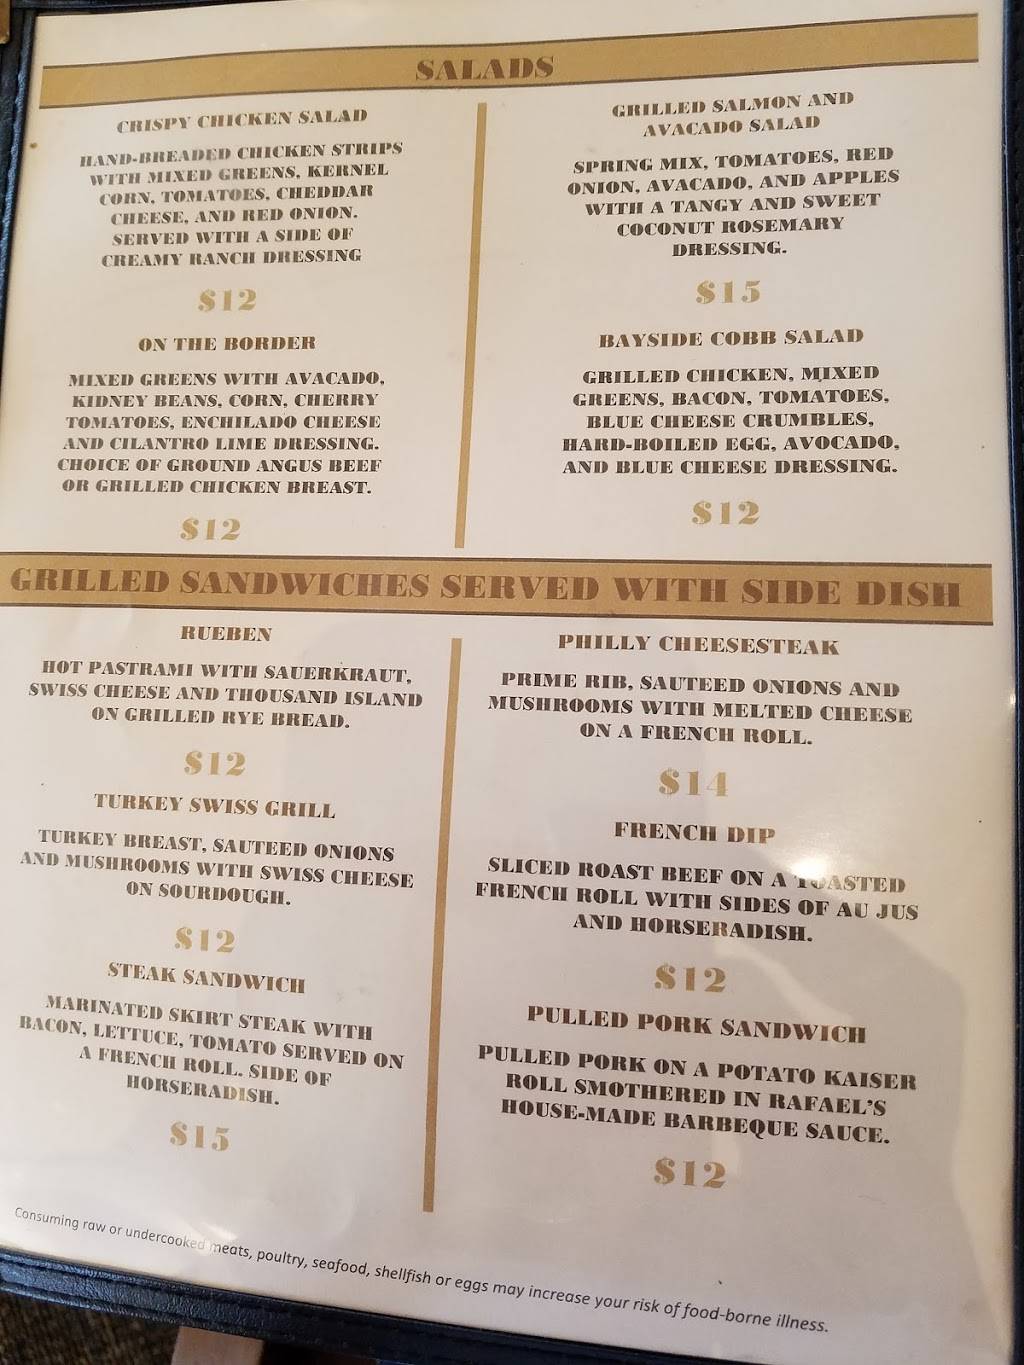 SALADS
CRISPY CHICKEN SALAD
HAND-BREADED CHICKEN STRIPS
WITH MIXED GREENS, KERNEL
CORN, TOMATOES, CHEDDAR
CHEESE, AND RED ONION.
SERVED WITH A SIDE OF
CREAMY RANCH DRESSING
$12
ON THE BORDER
MIXED GREENS WITH AVACADO,
KIDNEY BEANS, CORN, CHERRY
TOMATOES, ENCHILADO CHEESE
AND CILANTRO LIME DRESSING.
CHOICE OF GROUND ANGUS BEEF
OR GRILLED CHICKEN BREAST.
$12
GRILLED SALMON AND
AVACADO SALAD
SPRING MIX, TOMATOES, RED
ONION, AVACADO, AND APPLES
WITH A TANGY AND SWEET
COCONUT ROSEMARY
DRESSING.
$15
BAYSIDE COBB SALAD
GRILLED CHICKEN, MIXED
GREENS, BACON, TOMATOES,
BLUE CHEESE CRUMBLES,
HARD-BOILED EGG, AVOCADO,
AND BLUE CHEESE DRESSING.
$12
GRILLED SANDWICHES SERVED WITH SIDE DISH
RUEBEN
HOT PASTRAMI WITH SAUERKRAUT,
SWISS CHEESE AND THOUSAND ISLAND
ON GRILLED RYE BREAD.
$12
TURKEY SWISS GRILL
TURKEY BREAST, SAUTEED ONIONS
AND MUSHROOMS WITH SWISS CHEESE
ON SOURDOUGH.
$12
STEAK SANDWICH
MARINATED SKIRT STEAK WITH
BACON, LETTUCE, TOMATO SERVED ON
A FRENCH ROLL. SIDE OF
HORSERADISH.
$15
PHILLY CHEESESTEAK
PRIME RIB, SAUTEED ONIONS AND
MUSHROOMS WITH MELTED CHEESE
ON A FRENCH ROLL.
$14
FRENCH DIP
SLICED ROAST BEEF ON A TOASTED
FRENCH ROLL WITH SIDES OF AU JUS
AND HORSERADISH.
$12
PULLED PORK SANDWICH
PULLED PORK ON A POTATO KAISER
ROLL SMOTHERED IN RAFAEL'S
HOUSE-MADE BARBEQUE SAUCE.
$12
Consuming raw or undercooked meats, poultry, seafood, shellfish or eggs may increase your risk of food-borne illness.